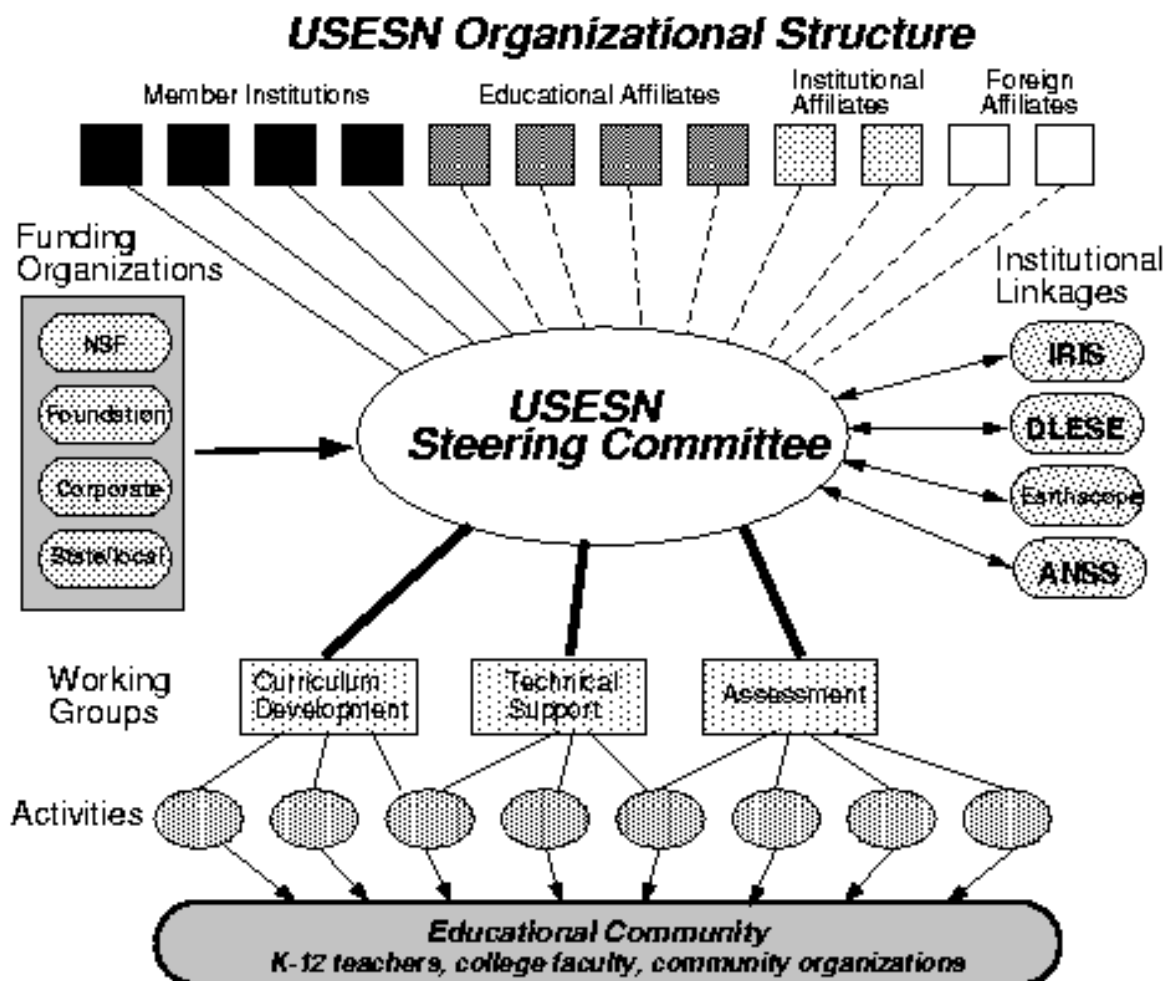 USESN Organizational Structure
Member Institutions
Educational Affiliates
Institutional
Affiliates
Foreign
Affiliates
Funding
Organizations
NSF
Foundation
Corporate
State/local
USESN
Steering Committee
Institutional
Linkages
IRIS
DLESE
Earthscope
ANSS
Working
Groups
Curriculum
Development
Technical
Support
Assessment
Activities
Educational Community
K-12 teachers, college faculty, community organizations